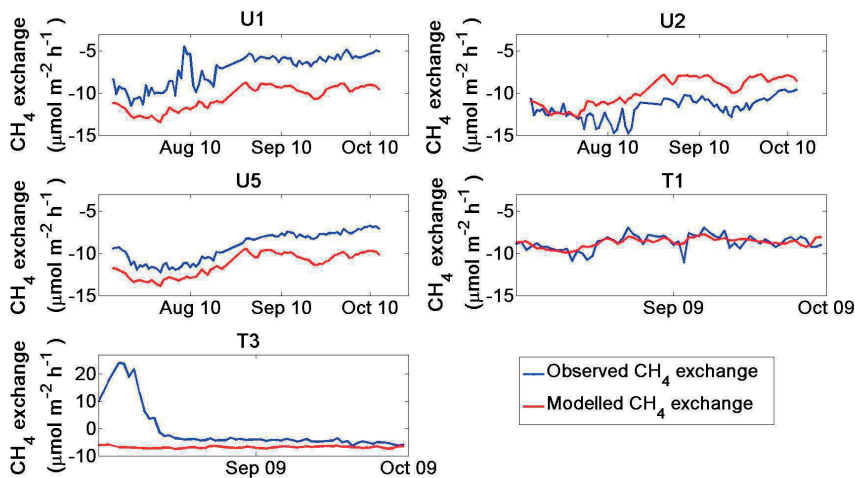 U1
CH₄ exchange
(μmol m⁻² h⁻¹)
-5
-10
-15
Aug 10
Sep 10
Oct 10
U2
CH₄ exchange
(μmol m⁻² h⁻¹)
-5
-10
-15
Aug 10
Sep 10
Oct 10
U5
CH₄ exchange
(μmol m⁻² h⁻¹)
-5
-10
-15
Aug 10
Sep 10
Oct 10
T1
CH₄ exchange
(μmol m⁻² h⁻¹)
-5
-10
-15
Sep 09
Oct 09
T3
CH₄ exchange
(μmol m⁻² h⁻¹)
20
10
0
-10
Sep 09
Oct 09
Observed CH₄ exchange
Modelled CH₄ exchange